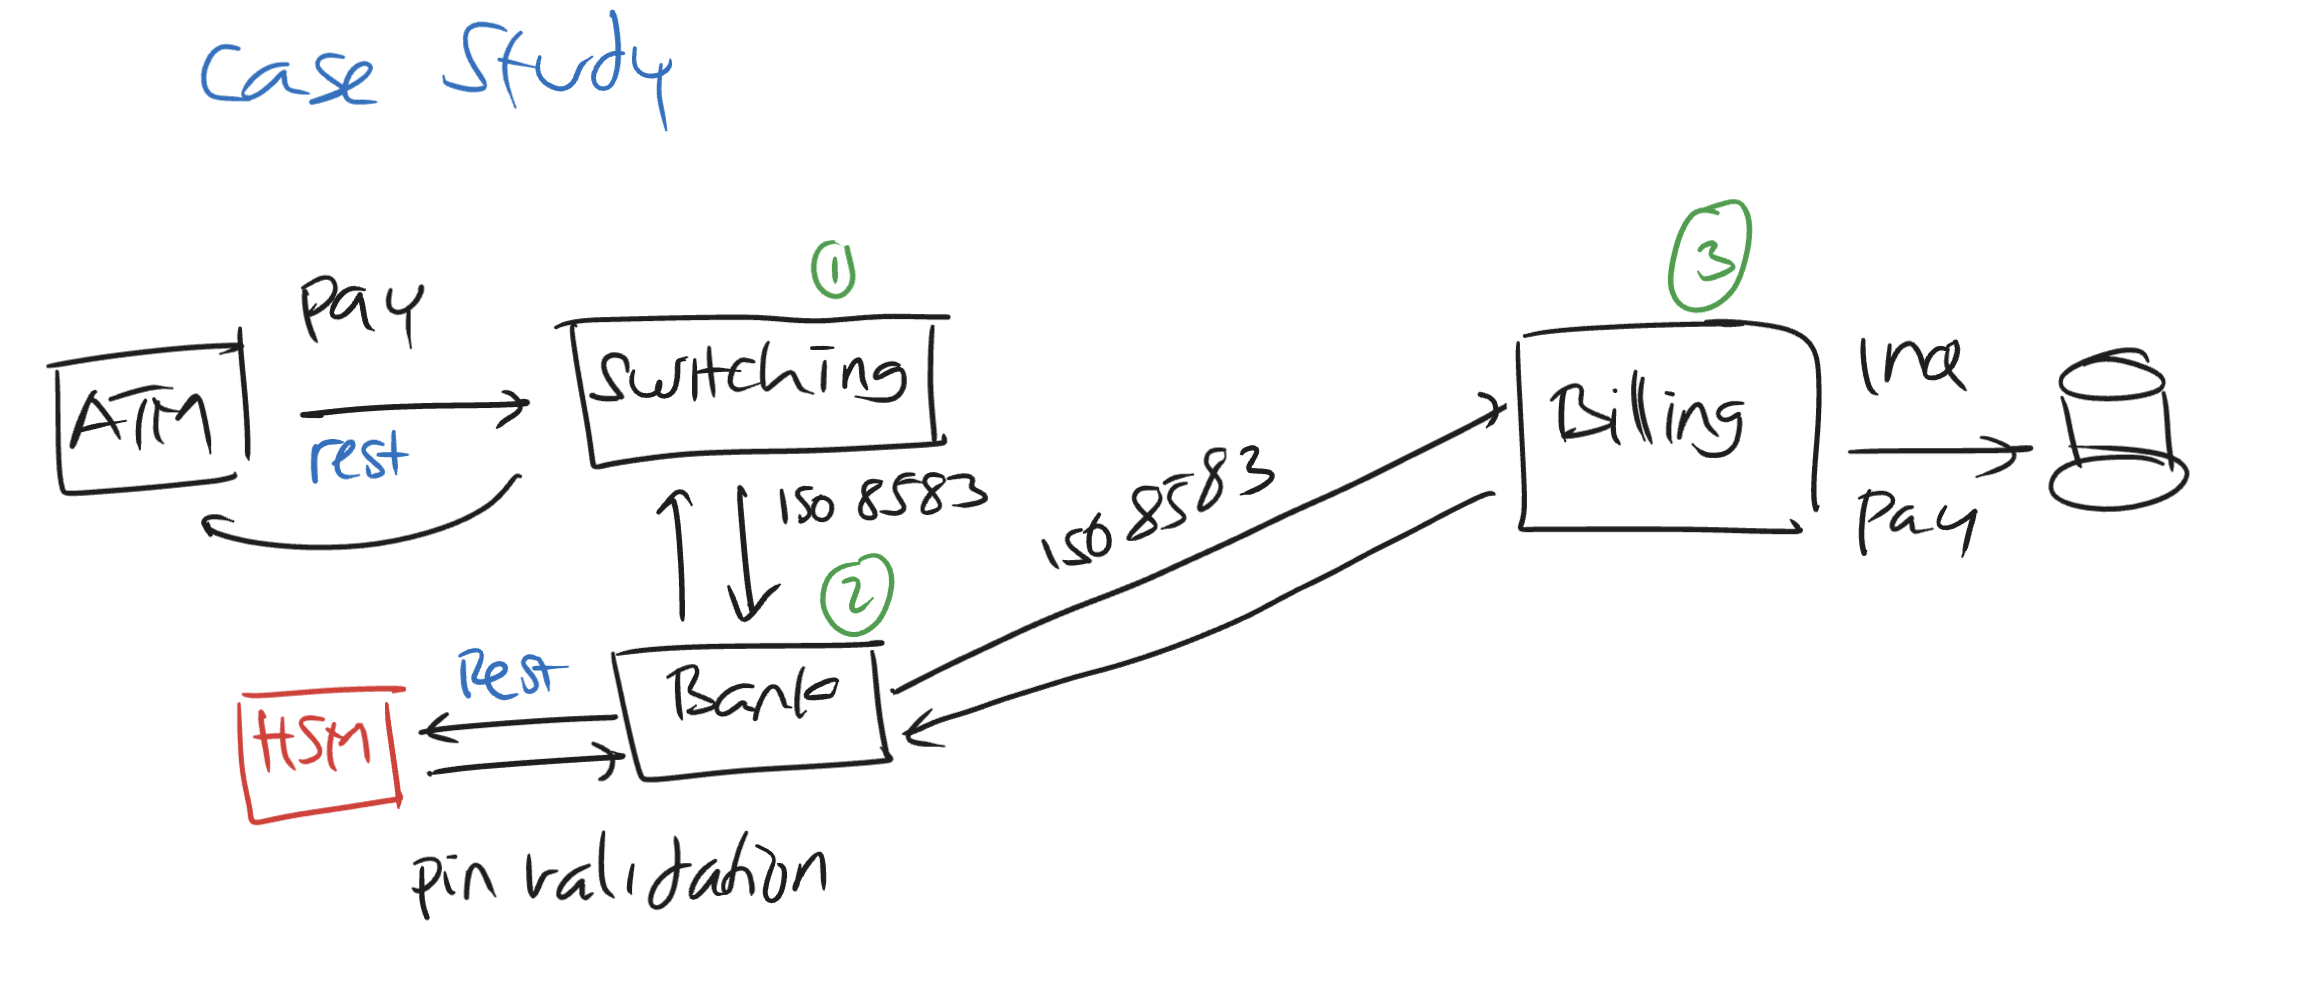 Case Study
1
3
Pay
Switching
Inq
ATM
Billing
rest
Iso 8583
Iso 8583
Pay
2
Rest
Bank
HSM
pin validation